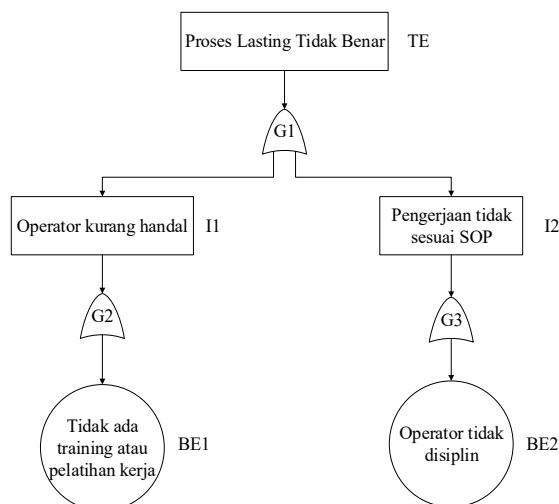 Proses Lasting Tidak Benar
TE
G1
Operator kurang handal
I1
Pengerjaan tidak
sesuai SOP
I2
G2
G3
Tidak ada
training atau
pelatihan kerja
BE1
Operator tidak
disiplin
BE2